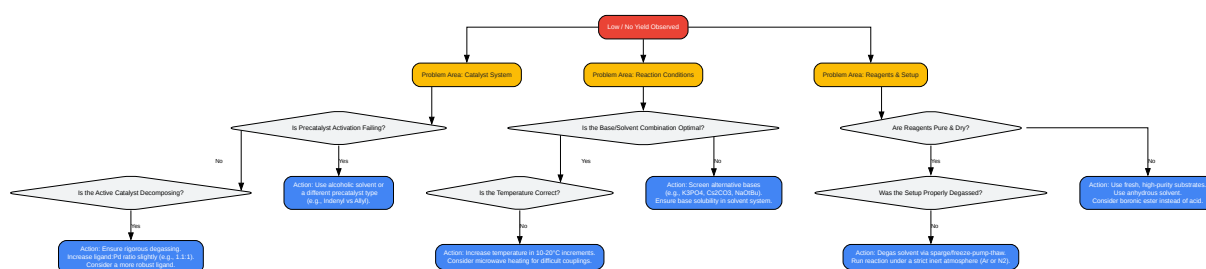 Low / No Yield Observed
Problem Area: Catalyst System
Problem Area: Reaction Conditions
Problem Area: Reagents & Setup
Is Precatalyst Activation Failing?
Is the Base/Solvent Combination Optimal?
Are Reagents Pure & Dry?
No
Yes
Yes
No
Yes
No
Is the Active Catalyst Decomposing?
Action: Use alcoholic solvent or
a different precatalyst type
(e.g., Indenyl vs Allyl).
Is the Temperature Correct?
Action: Screen alternative bases
(e.g., K3PO4, Cs2CO3, NaOtBu).
Ensure base solubility in solvent system.
Was the Setup Properly Degassed?
Action: Use fresh, high-purity substrates.
Use anhydrous solvent.
Consider boronic ester instead of acid.
Yes
No
No
Action: Ensure rigorous degassing.
Increase ligand:Pd ratio slightly (e.g., 1.1:1).
Consider a more robust ligand.
Action: Increase temperature in 10-20°C increments.
Consider microwave heating for difficult couplings.
Action: Degas solvent via sparge/freeze-pump-thaw.
Run reaction under a strict inert atmosphere (Ar or N2).